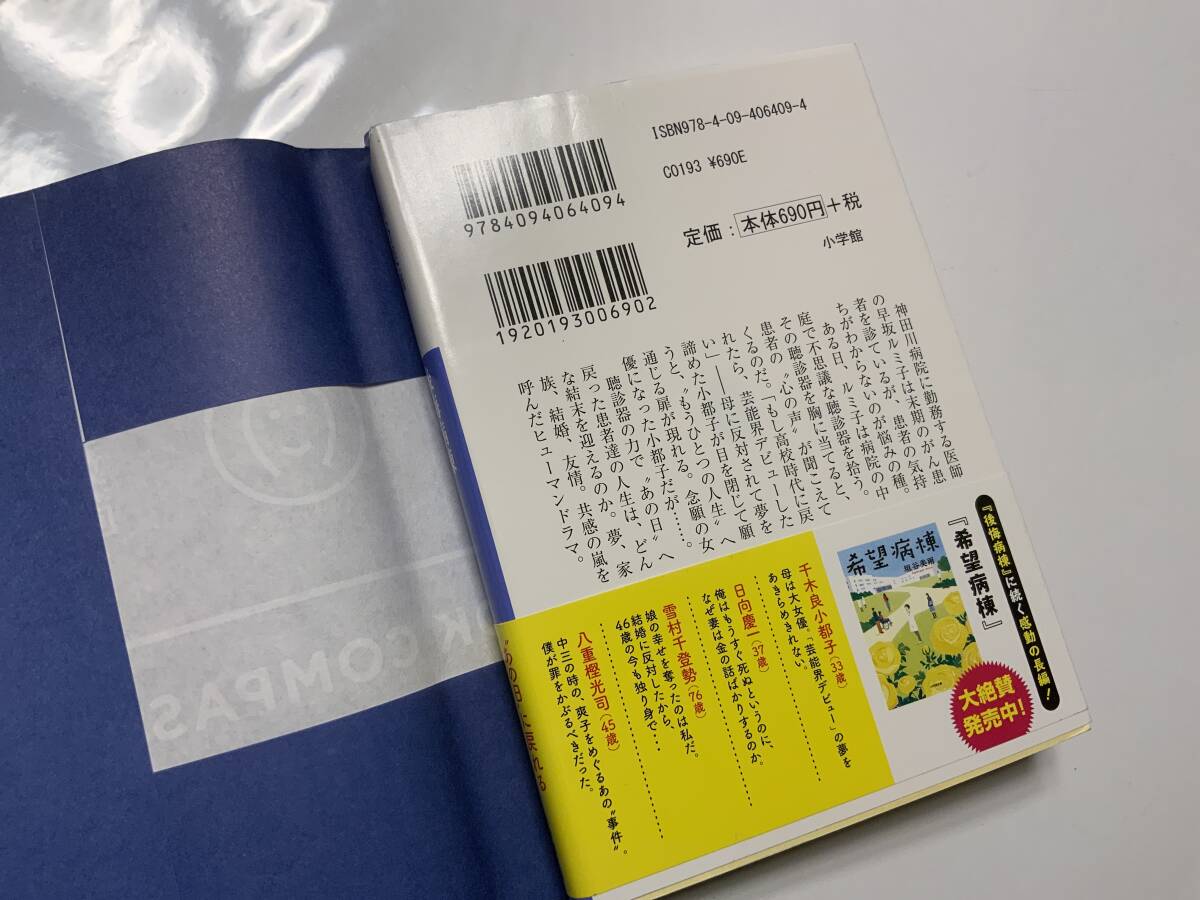 ISBN978-4-09-406409-4
C0193 ¥690E
定価：本体690円+税
小学館
9784094064094
1920193006902
神田川病院に勤務する医師
の早坂ルミ子は末期のがん患
者を診ているが、患者の気持
ちがわからないのが悩みの種。
ある日、ルミ子は病院の中
庭で不思議な聴診器を拾う。
その聴診器を胸に当てると、
患者の〝心の声〟が聞こえて
くるのだ。「もし高校時代に戻
れたら、芸能界デビューした
い」――母に反対されて夢を
諦めた小都子が目を閉じて願
うと、〝もうひとつの人生〟へ
通じる扉が現れる。念願の女
優になった小都子だが……。
聴診器の力で〝あの日〟へ
戻った患者達の人生は、どん
な結末を迎えるのか。夢、家
族、結婚、友情。共感の嵐を
呼んだヒューマンドラマ。
『後悔病棟』に続く感動の長編！
『希望病棟』
大絶賛
発売中！
希望病棟
垣谷美雨
千木良小都子（33歳）
母は大女優。「芸能界デビュー」の夢を
あきらめきれない。
日向慶一（37歳）
俺はもうすぐ死ぬというのに、
なぜ妻は金の話ばかりするのか。
雪村千登勢（76歳）
娘の幸せを奪ったのは私だ。
結婚に反対したから、
46歳の今も独り身で…
八重樫光司（45歳）
中三の時の、爽子をめぐるあの〝事件〟。
僕が罪をかぶるべきだった。
〝あの日〟に戻れる
K COMPAS